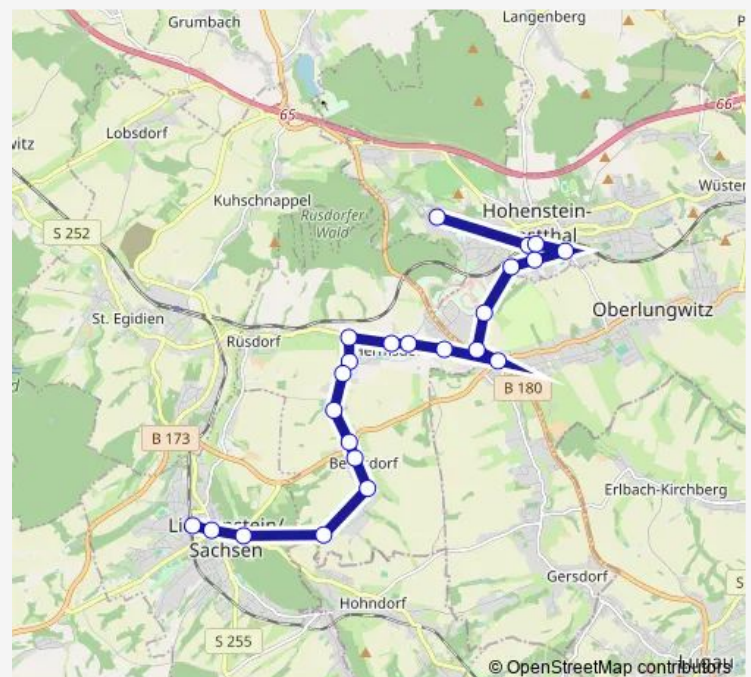 Grumbach
Langenberg
65
66
Lobsdorf
witz
Wüster
Kuhschnappel
Rusdorfer
Wald
Hohenstein-
S 252
St. Egidien
Oberlungwitz
Rüsdorf
B 180
B 173
Erlbach-Kirchberg
Sachsen
Gersdorf
Hohndorf
S 255
S
Lugau
© OpenStreetMap contributors